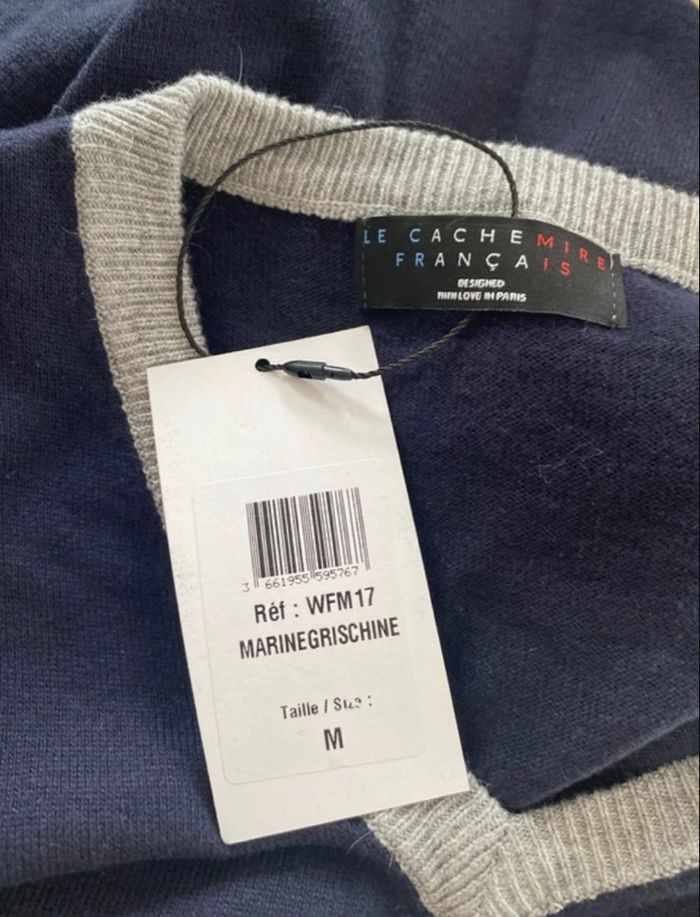 LE CACHEMIRE
FRANÇAIS
DESIGNED
WITH LOVE IN PARIS
3 661955 595767
Réf : WFM17
MARINEGRISCHINE
Taille / Size :
M